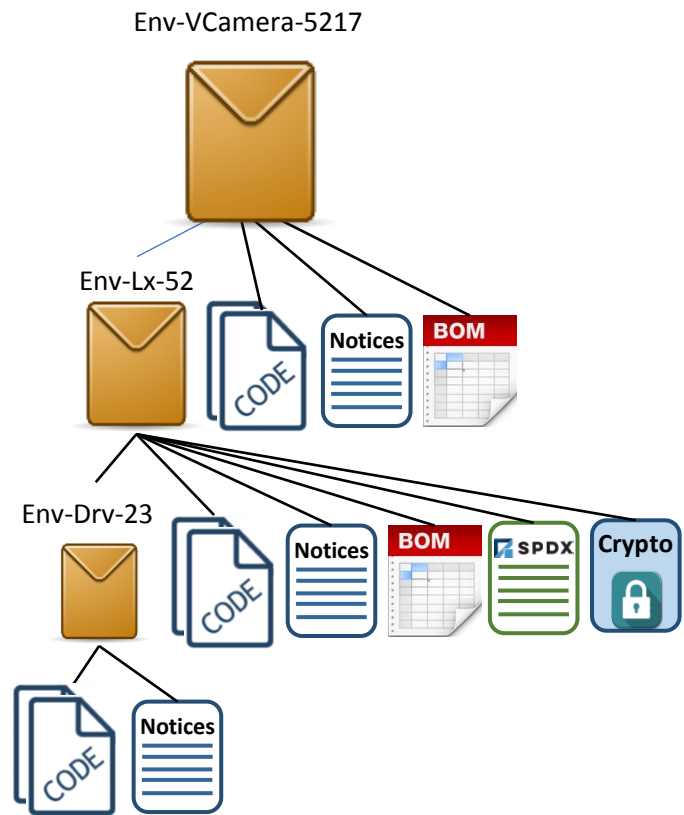 Env-VCamera-5217
Env-Lx-52
CODE
Notices
BOM
Env-Drv-23
CODE
Notices
BOM
SPDX
Crypto
CODE
Notices